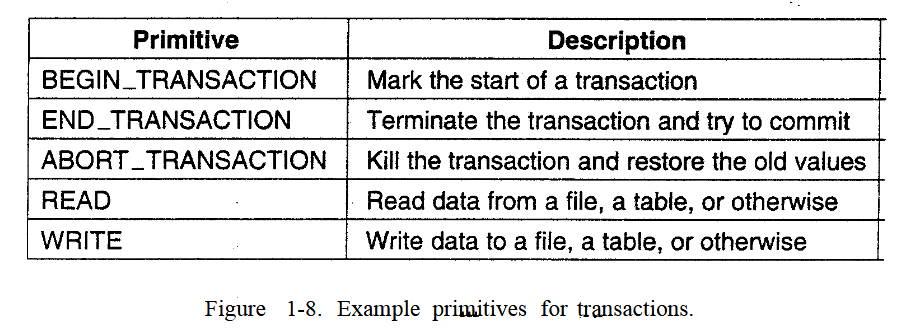 Primitive Description
BEGIN_TRANSACTION Mark the start of a transaction
END_TRANSACTION Terminate the transaction and try to commit
ABORT_TRANSACTION Kill the transaction and restore the old values
READ Read data from a file, a table, or otherwise
WRITE Write data to a file, a table, or otherwise
Figure 1-8. Example primitives for transactions.